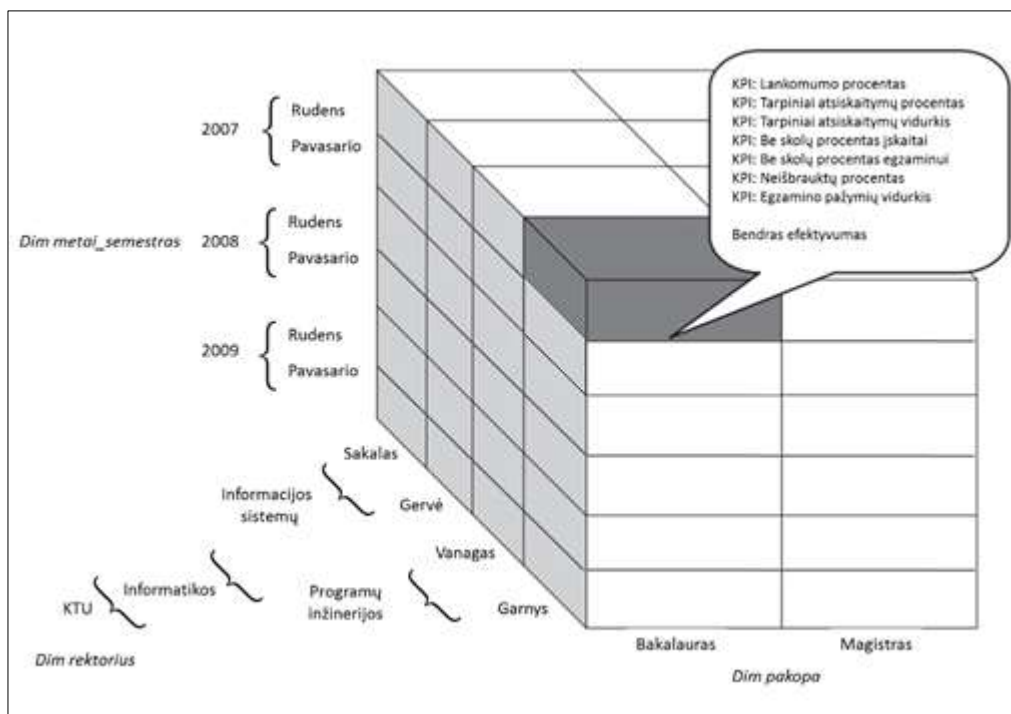 KPI: Lankomumo procentas
KPI: Tarpiniai atsiskaitymų procentas
KPI: Tarpiniai atsiskaitymų vidurkis
KPI: Be skolų procentas įskaitai
KPI: Be skolų procentas egzaminui
KPI: Neišbrauktų procentas
KPI: Egzamino pažymių vidurkis
Bendras efektyvumas
2007
Rudens
Pavasario
Dim metai_semestras
2008
Rudens
Pavasario
2009
Rudens
Pavasario
Sakalas
Informacijos
sistemų
Gervė
Vanagas
KTU
Informatikos
Programų
inžinerijos
Garnys
Dim rektorius
Bakalauras
Magistras
Dim pakopa